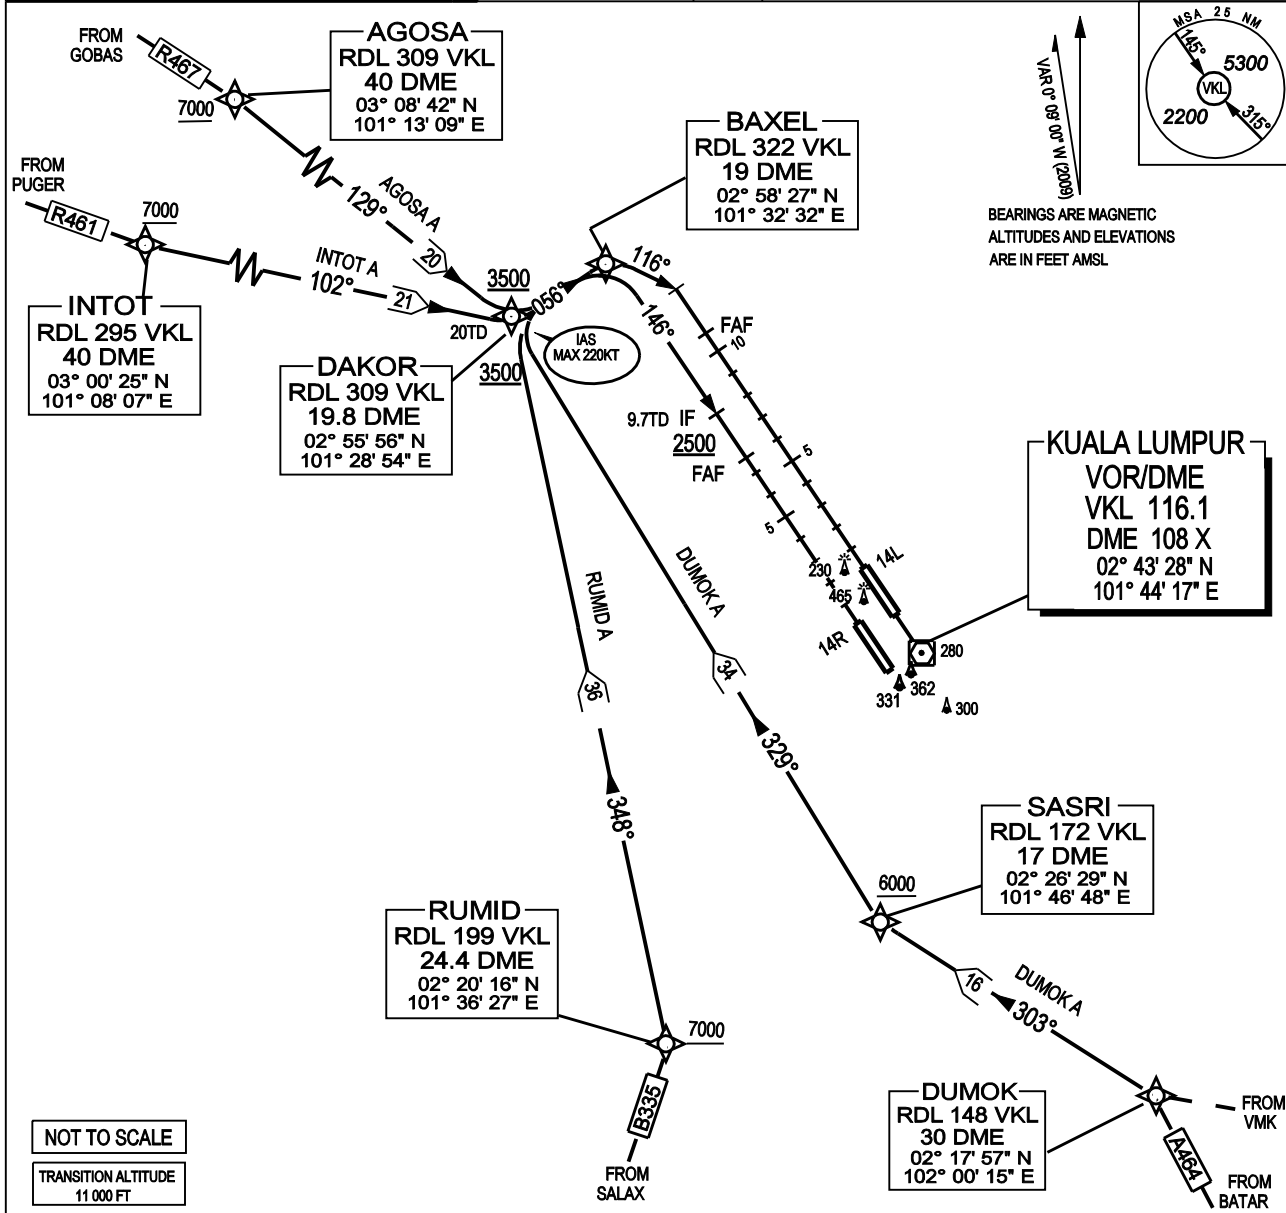 FROM
GOBAS
R467
7000
AGOSA
RDL 309 VKL
40 DME
03° 08' 42" N
101° 13' 09" E
VAR 0° 09' 00" W (2009)
BEARINGS ARE MAGNETIC
ALTITUDES AND ELEVATIONS
ARE IN FEET AMSL
MSA 25 NM
145°
5300
VKL
2200
315°
FROM
PUGER
R461
7000
INTOT
RDL 295 VKL
40 DME
03° 00' 25" N
101° 08' 07" E
129°
AGOSA A
20
INTOT A
102°
21
BAXEL
RDL 322 VKL
19 DME
02° 58' 27" N
101° 32' 32" E
3500
056°
20TD
3500
IAS
MAX 220KT
DAKOR
RDL 309 VKL
19.8 DME
02° 55' 56" N
101° 28' 54" E
116°
146°
FAF
10
9.7TD IF
2500
FAF
5
5
KUALA LUMPUR
VOR/DME
VKL 116.1
DME 108 X
02° 43' 28" N
101° 44' 17" E
230
465
14L
14R
280
331
362
300
RUMID A
36
348°
DUMOK A
34
329°
SASRI
RDL 172 VKL
17 DME
02° 26' 29" N
101° 46' 48" E
6000
RUMID
RDL 199 VKL
24.4 DME
02° 20' 16" N
101° 36' 27" E
7000
B335
FROM
SALAX
16
DUMOK A
303°
DUMOK
RDL 148 VKL
30 DME
02° 17' 57" N
102° 00' 15" E
FROM
VMK
A464
FROM
BATAR
NOT TO SCALE
TRANSITION ALTITUDE
11 000 FT